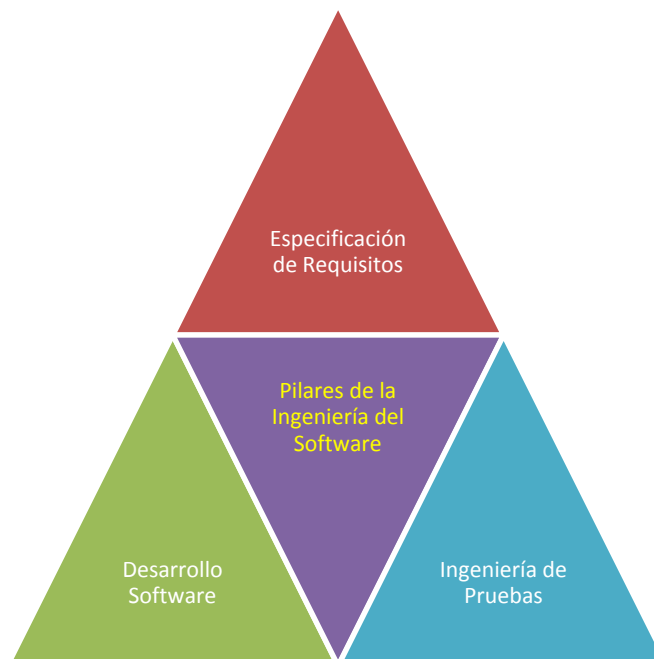 Especificación
de Requisitos
Pilares de la
Ingeniería del
Software
Desarrollo
Software
Ingeniería de
Pruebas